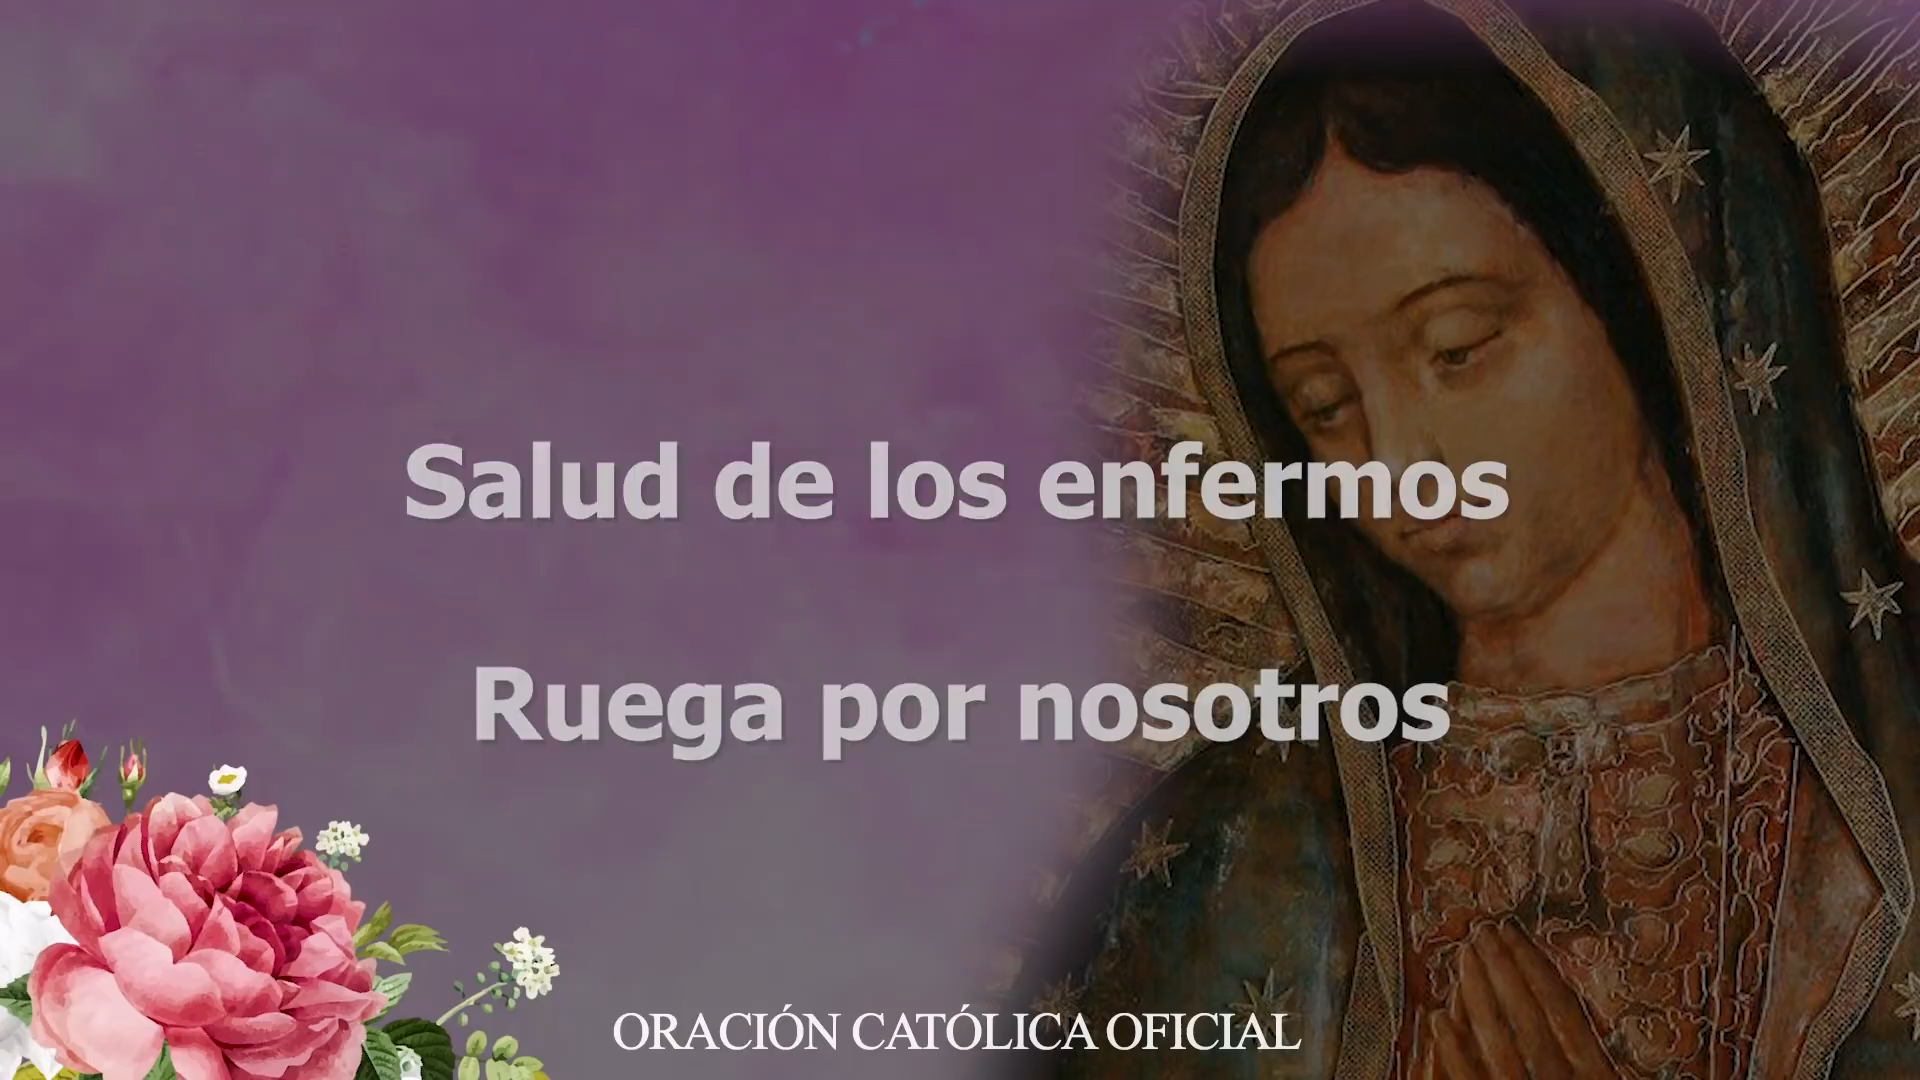 Salud de los enfermos
Ruega por nosotros
ORACIÓN CATÓLICA OFICIAL